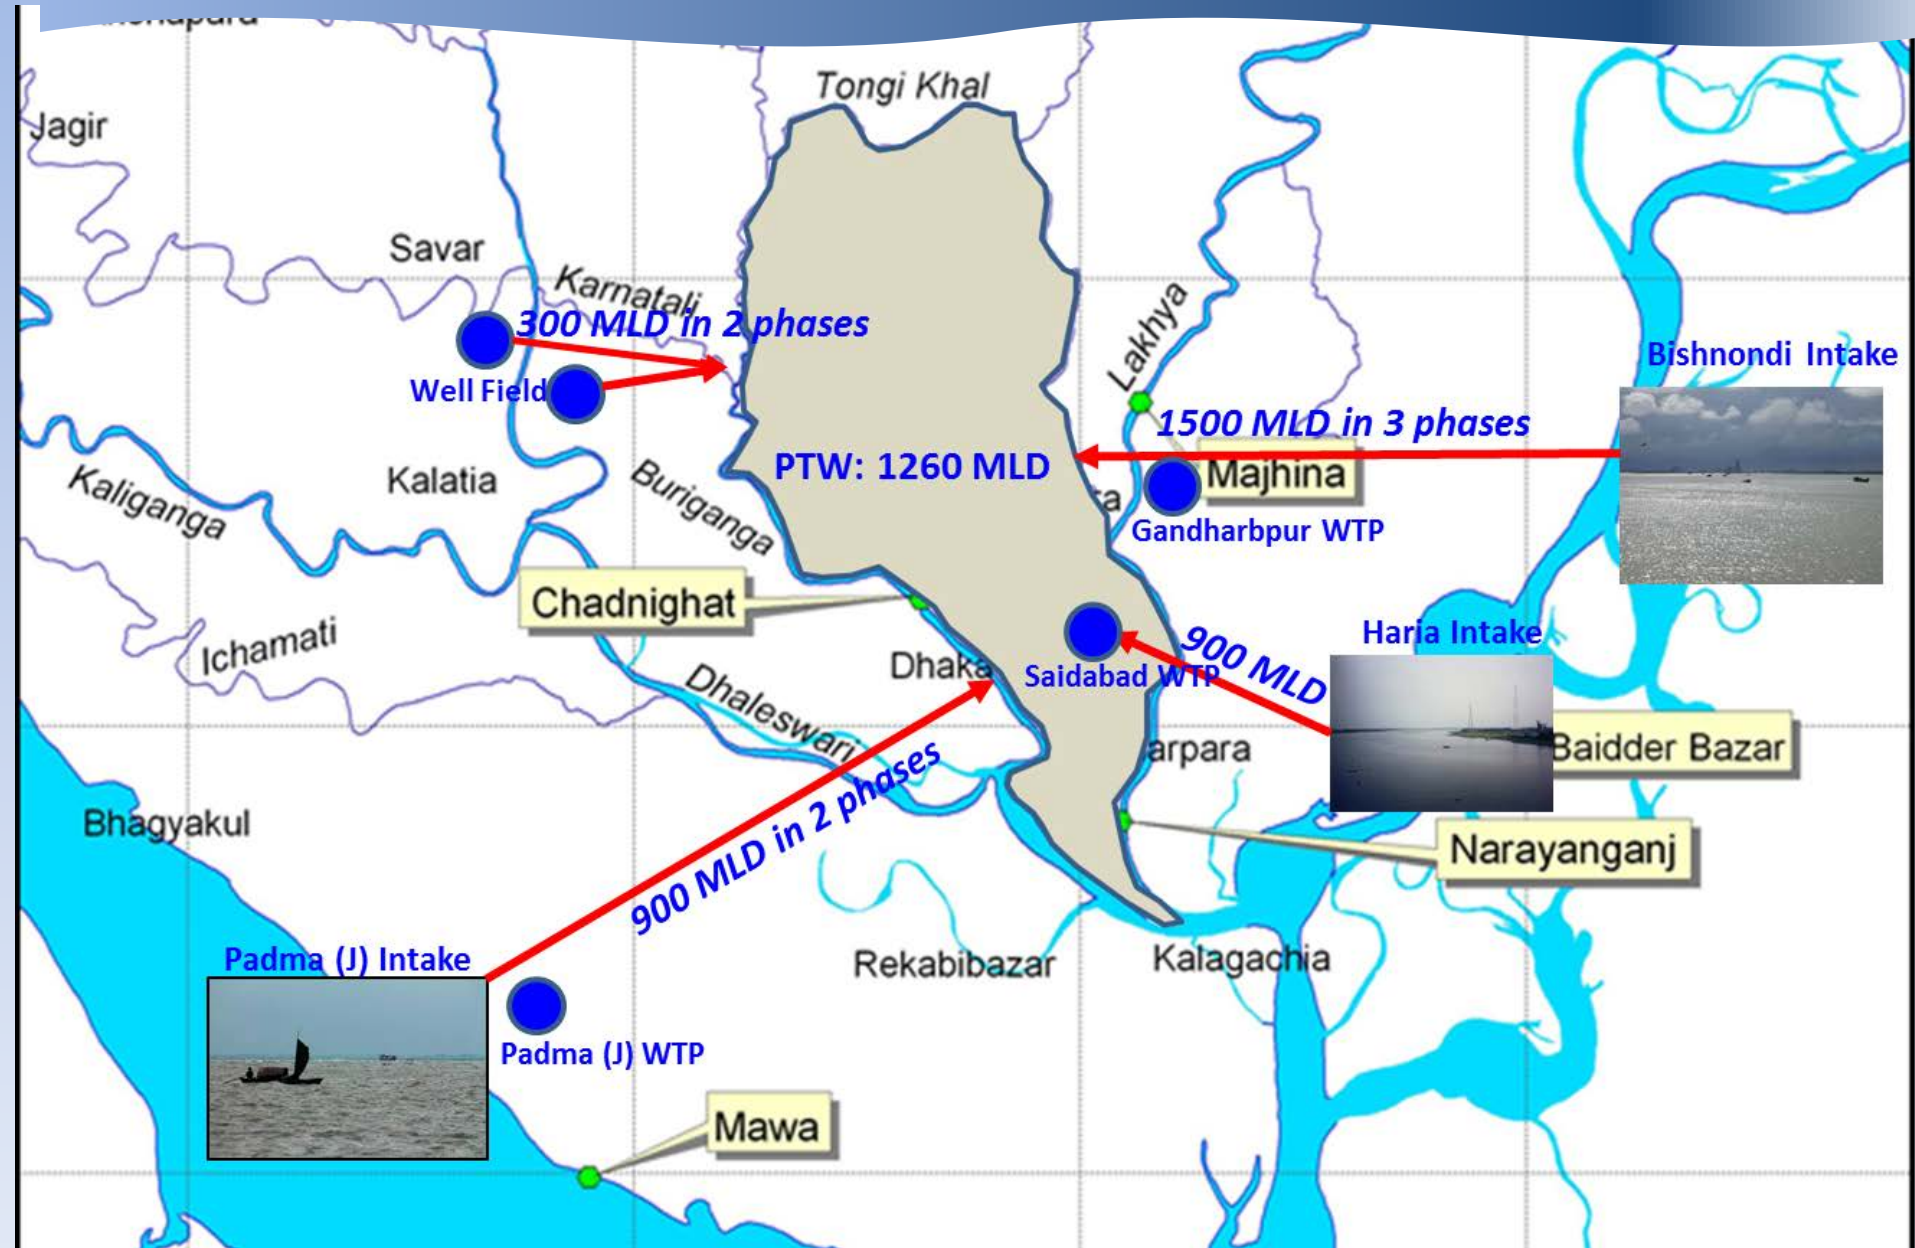 Tongi Khal
Jagir
Savar
Karnatali
300 MLD in 2 phases
Well Field
Lakhya
Bishnondi Intake
1500 MLD in 3 phases
PTW: 1260 MLD
Majhina
Kaliganga
Kalatia
Buriganga
ra
Gandharbpur WTP
Chadnighat
Ichamati
Haria Intake
900 MLD
Dhaka
Saidabad WTP
Dhaleswari
arpara
Baidder Bazar
Bhagyakul
900 MLD in 2 phases
Narayanganj
Padma (J) Intake
Rekabibazar
Kalagachia
Padma (J) WTP
Mawa